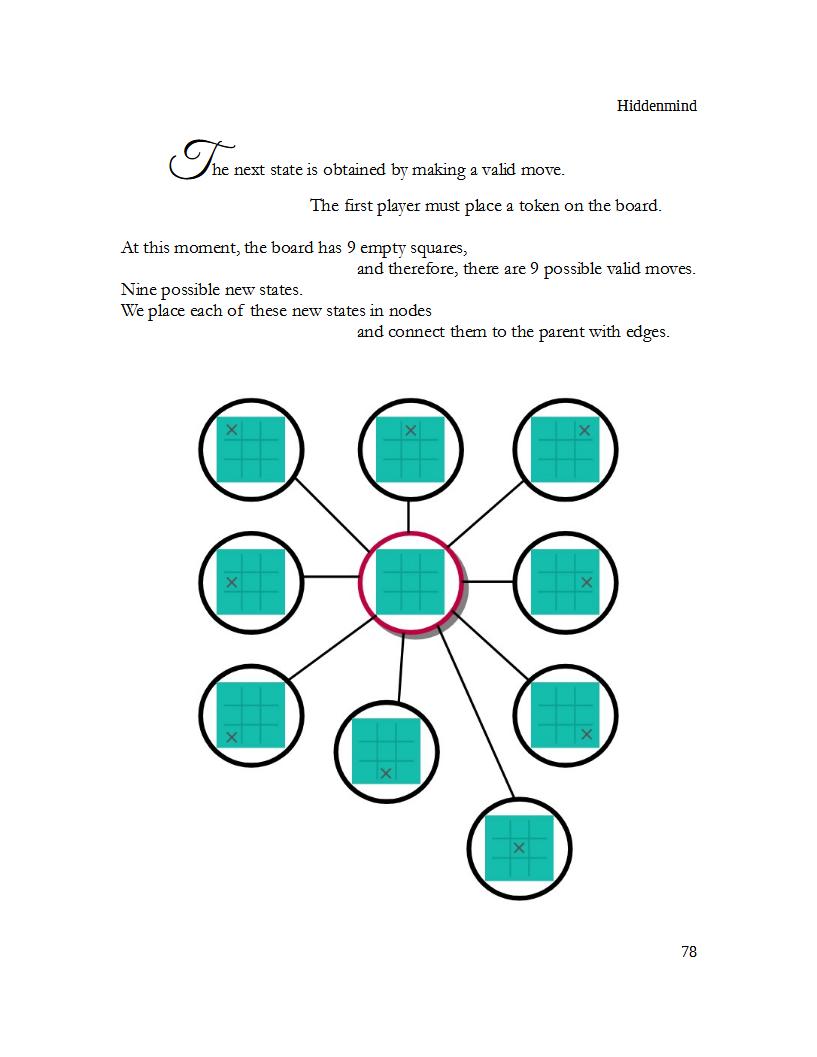 Hiddenmind
The next state is obtained by making a valid move.
The first player must place a token on the board.
At this moment, the board has 9 empty squares,
and therefore, there are 9 possible valid moves.
Nine possible new states.
We place each of these new states in nodes
and connect them to the parent with edges.
×
×
×
×
×
×
×
×
×
78